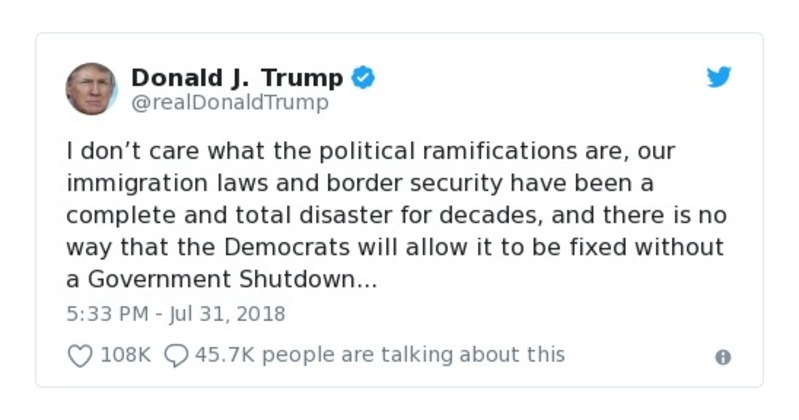 Donald J. Trump
@realDonaldTrump
I don’t care what the political ramifications are, our
immigration laws and border security have been a
complete and total disaster for decades, and there is no
way that the Democrats will allow it to be fixed without
a Government Shutdown...
5:33 PM - Jul 31, 2018
108K 45.7K people are talking about this